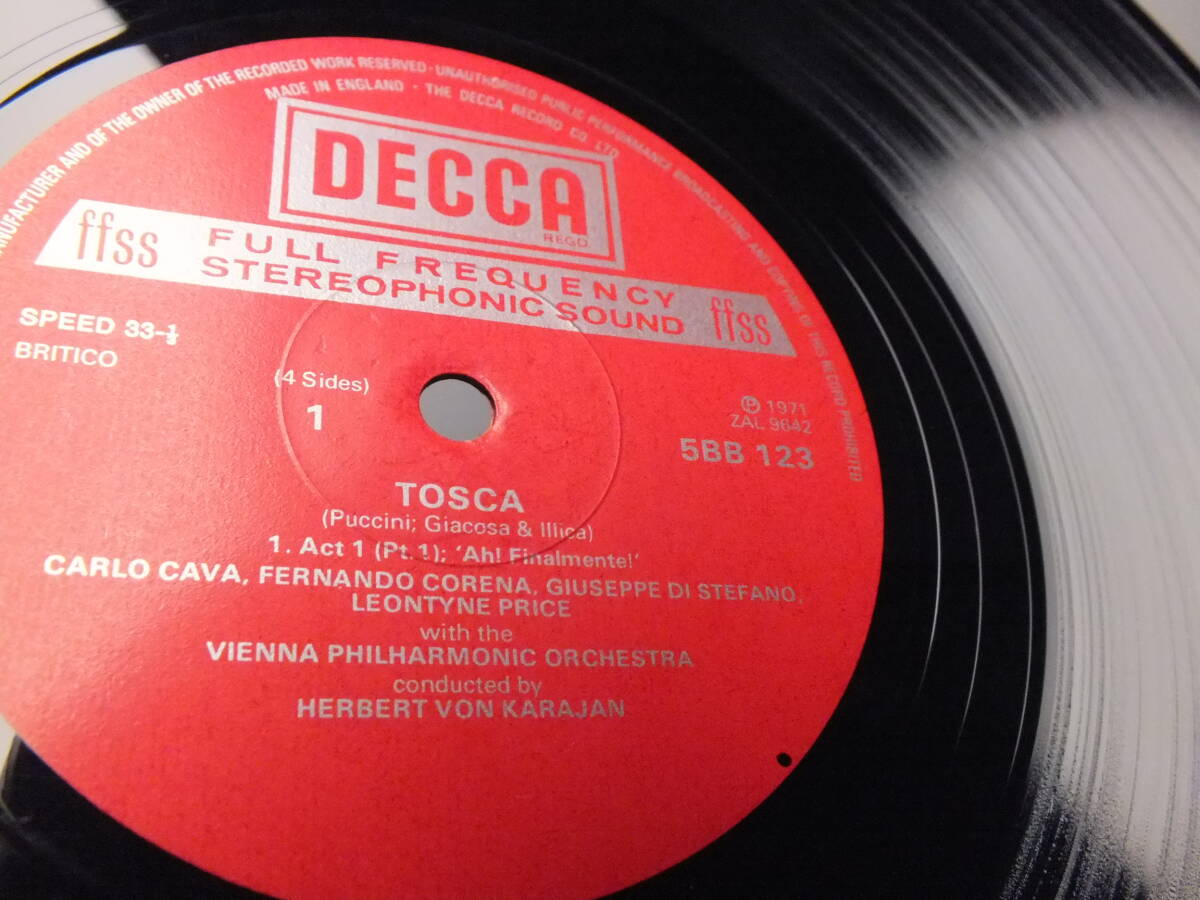 MANUFACTURER AND OF THE OWNER OF THE RECORDED WORK RESERVED · UNAUTHORISED PUBLIC PERFORMANCE BROADCASTING AND COPYING OF THIS RECORD PROHIBITED
MADE IN ENGLAND · THE DECCA RECORD CO. LTD
DECCA
REGD.
ffss FULL FREQUENCY STEREOPHONIC SOUND ffss
SPEED 33-⅓
BRITICO
(4 Sides)
1
Ⓟ 1971
ZAL 9642
5BB 123
TOSCA
(Puccini; Giacosa & Illica)
1. Act 1 (Pt.1); 'Ah! Finalmente!'
CARLO CAVA, FERNANDO CORENA, GIUSEPPE DI STEFANO,
LEONTYNE PRICE
with the
VIENNA PHILHARMONIC ORCHESTRA
conducted by
HERBERT VON KARAJAN